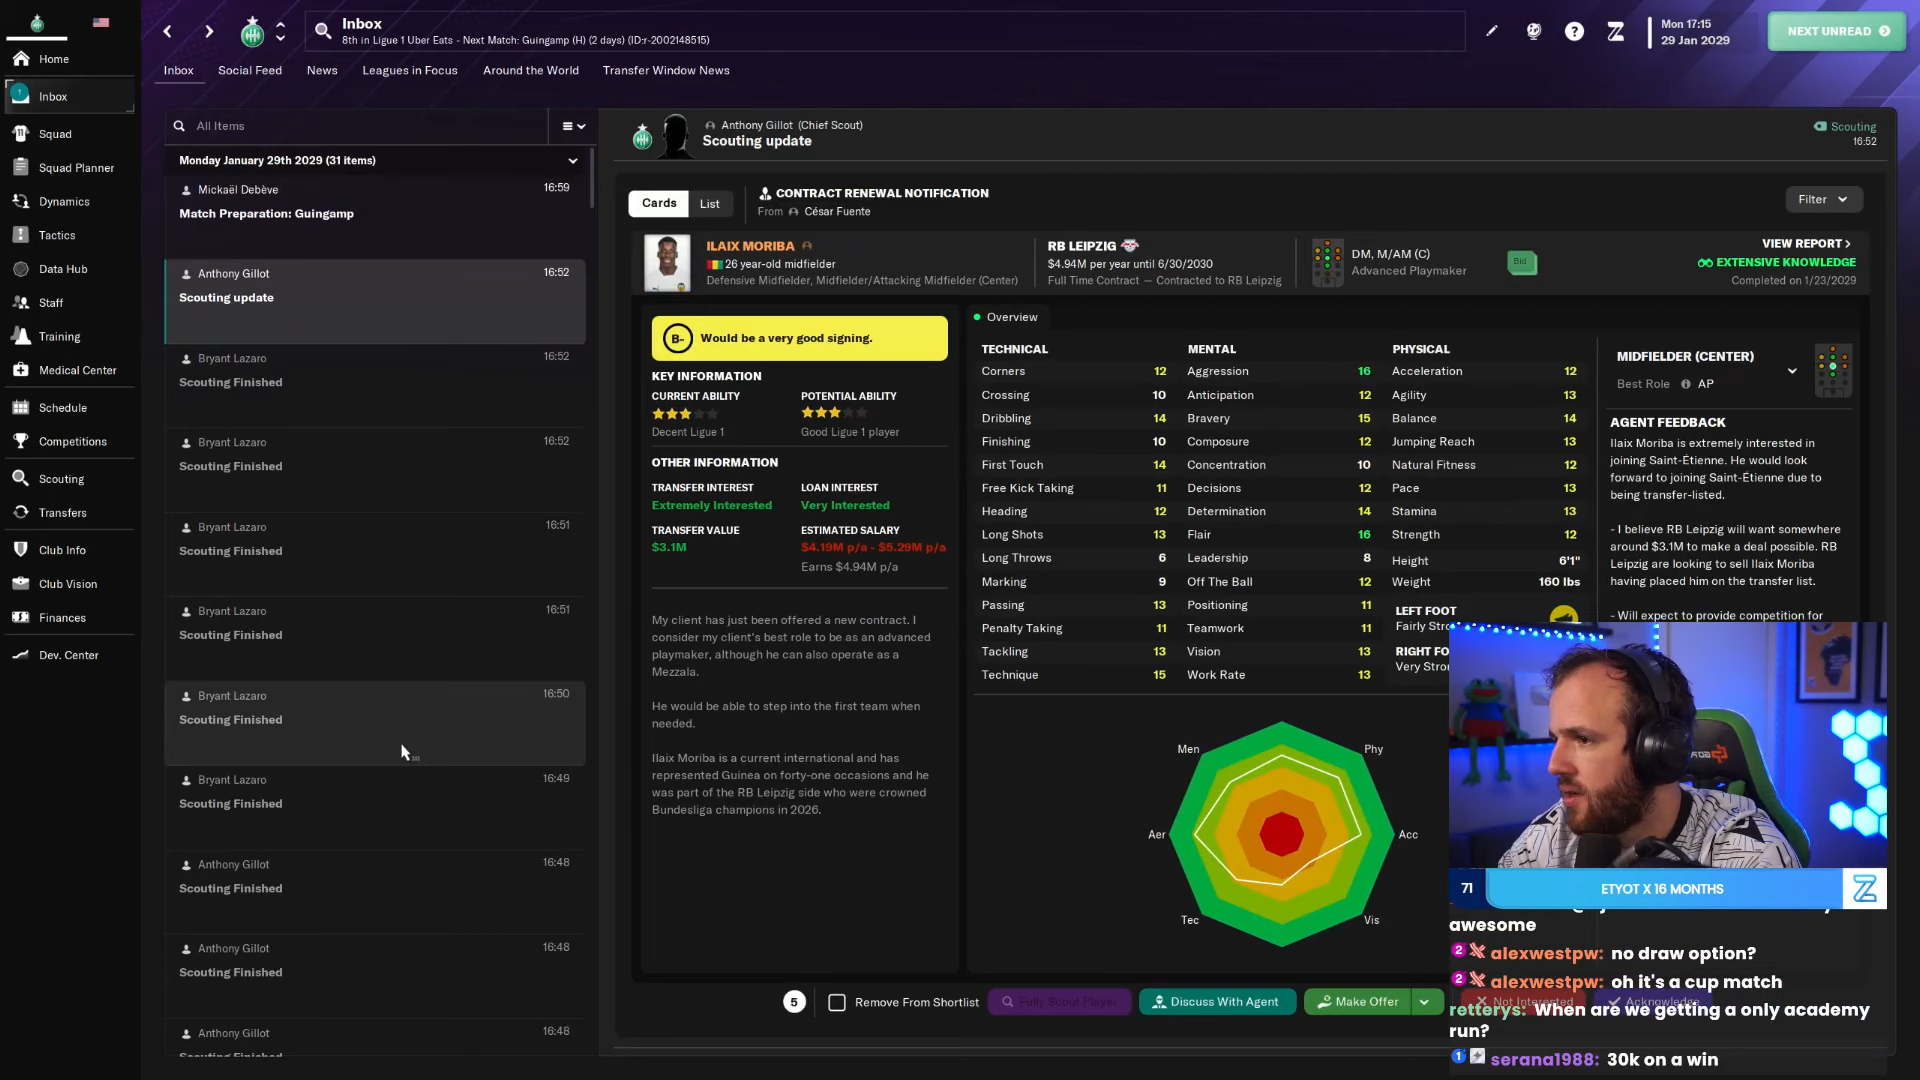 Inbox
8th in Ligue 1 Uber Eats - Next Match: Guingamp (H) (2 days) (ID:r-2002148515)
Mon 17:15
29 Jan 2029
NEXT UNREAD
Home
Inbox
Squad
Squad Planner
Dynamics
Tactics
Data Hub
Staff
Training
Medical Center
Schedule
Competitions
Scouting
Transfers
Club Info
Club Vision
Finances
Dev. Center
Inbox
Social Feed
News
Leagues in Focus
Around the World
Transfer Window News
All Items
Monday January 29th 2029 (31 items)
Mickaël Debève 16:59
Match Preparation: Guingamp
Anthony Gillot 16:52
Scouting update
Bryant Lazaro 16:52
Scouting Finished
Bryant Lazaro 16:52
Scouting Finished
Bryant Lazaro 16:51
Scouting Finished
Bryant Lazaro 16:51
Scouting Finished
Bryant Lazaro 16:50
Scouting Finished
Bryant Lazaro 16:49
Scouting Finished
Anthony Gillot 16:48
Scouting Finished
Anthony Gillot 16:48
Scouting Finished
Anthony Gillot 16:48
Scouting Finished
Anthony Gillot (Chief Scout)
Scouting update
Scouting
16:52
Cards
List
CONTRACT RENEWAL NOTIFICATION
From César Fuente
Filter
ILAIX MORIBA
26 year-old midfielder
Defensive Midfielder, Midfielder/Attacking Midfielder (Center)
RB LEIPZIG
$4.94M per year until 6/30/2030
Full Time Contract — Contracted to RB Leipzig
DM, M/AM (C)
Advanced Playmaker
Bid
VIEW REPORT >
EXTENSIVE KNOWLEDGE
Completed on 1/23/2029
B- Would be a very good signing.
KEY INFORMATION
CURRENT ABILITY
Decent Ligue 1
POTENTIAL ABILITY
Good Ligue 1 player
OTHER INFORMATION
TRANSFER INTEREST
Extremely Interested
LOAN INTEREST
Very Interested
TRANSFER VALUE
$3.1M
ESTIMATED SALARY
$4.19M p/a - $5.29M p/a
Earns $4.94M p/a
My client has just been offered a new contract. I
consider my client's best role to be as an advanced
playmaker, although he can also operate as a
Mezzala.
He would be able to step into the first team when
needed.
Ilaix Moriba is a current international and has
represented Guinea on forty-one occasions and he
was part of the RB Leipzig side who were crowned
Bundesliga champions in 2026.
Overview
TECHNICAL
Corners 12
Crossing 10
Dribbling 14
Finishing 10
First Touch 14
Free Kick Taking 11
Heading 12
Long Shots 13
Long Throws 6
Marking 9
Passing 13
Penalty Taking 11
Tackling 13
Technique 15
MENTAL
Aggression 16
Anticipation 12
Bravery 15
Composure 12
Concentration 10
Decisions 12
Determination 14
Flair 16
Leadership 8
Off The Ball 12
Positioning 11
Teamwork 11
Vision 13
Work Rate 13
PHYSICAL
Acceleration 12
Agility 13
Balance 14
Jumping Reach 13
Natural Fitness 12
Pace 13
Stamina 13
Strength 12
Height 6'1"
Weight 160 lbs
LEFT FOOT
Fairly Stro
RIGHT FO
Very Stro
MIDFIELDER (CENTER)
Best Role AP
AGENT FEEDBACK
Ilaix Moriba is extremely interested in
joining Saint-Étienne. He would look
forward to joining Saint-Étienne due to
being transfer-listed.
- I believe RB Leipzig will want somewhere
around $3.1M to make a deal possible. RB
Leipzig are looking to sell Ilaix Moriba
having placed him on the transfer list.
- Will expect to provide competition for
Men
Phy
Aer
Acc
Tec
Vis
5
Remove From Shortlist
Fully Scout Player
Discuss With Agent
Make Offer
Not Interested
Acknowledge
71
ETYOT X 16 MONTHS
awesome
alexwestpw: no draw option?
alexwestpw: oh it's a cup match
retterys: When are we getting a only academy
run?
serana1988: 30k on a win